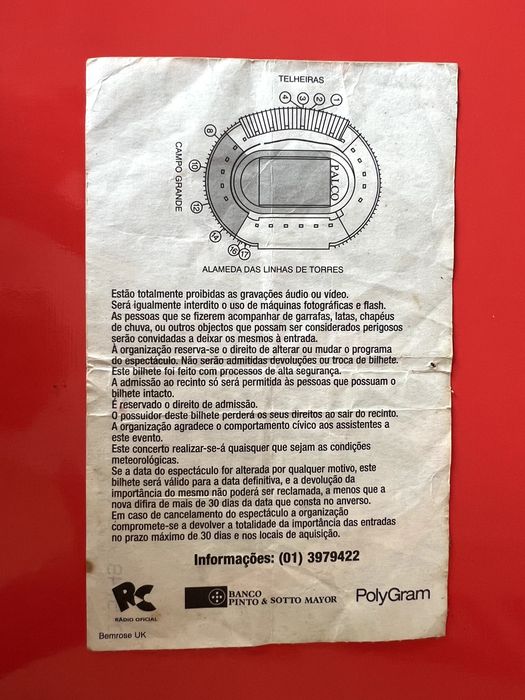 TELHEIRAS
4 3 2 1
8
10
12
14
16
17
CAMPO GRANDE
PALCO
ALAMEDA DAS LINHAS DE TORRES
Estão totalmente proibidas as gravações áudio ou vídeo.
Será igualmente interdito o uso de máquinas fotográficas e flash.
As pessoas que se fizerem acompanhar de garrafas, latas, chapéus
de chuva, ou outros objectos que possam ser considerados perigosos
serão convidadas a deixar os mesmos à entrada.
À organização reserva-se o direito de alterar ou mudar o programa
do espectáculo. Não serão admitidas devoluções ou troca de bilhete.
Este bilhete foi feito com processos de alta segurança.
A admissão ao recinto só será permitida às pessoas que possuam o
bilhete intacto.
É reservado o direito de admissão.
O possuidor deste bilhete perderá os seus direitos ao sair do recinto.
A organização agradece o comportamento cívico aos assistentes a
este evento.
Este concerto realizar-se-á quaisquer que sejam as condições
meteorológicas.
Se a data do espectáculo for alterada por qualquer motivo, este
bilhete será válido para a data definitiva, e a devolução da
importância do mesmo não poderá ser reclamada, a menos que a
nova difira de mais de 30 dias da data que consta no anverso.
Em caso de cancelamento do espectáculo a organização
compromete-se a devolver a totalidade da importância das entradas
no prazo máximo de 30 dias e nos locais de aquisição.
Informações: (01) 3979422
RC
RÁDIO OFICIAL
BANCO
PINTO & SOTTO MAYOR
PolyGram
Bemrose UK